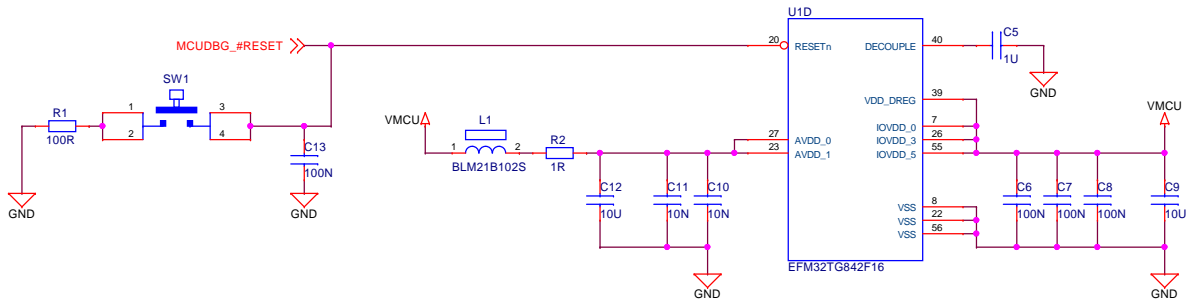 U1D
MCUDBG_#RESET
20
RESETn
DECOUPLE
40
C5
1U
GND
SW1
R1
100R
1
2
3
4
C13
100N
GND
GND
VMCU
L1
1
2
BLM21B102S
R2
1R
27
23
AVDD_0
AVDD_1
VDD_DREG
39
IOVDD_0
7
IOVDD_3
26
IOVDD_5
55
VMCU
C12
10U
C11
10N
C10
10N
GND
VSS
8
VSS
22
VSS
56
C6
100N
C7
100N
C8
100N
C9
10U
GND
EFM32TG842F16